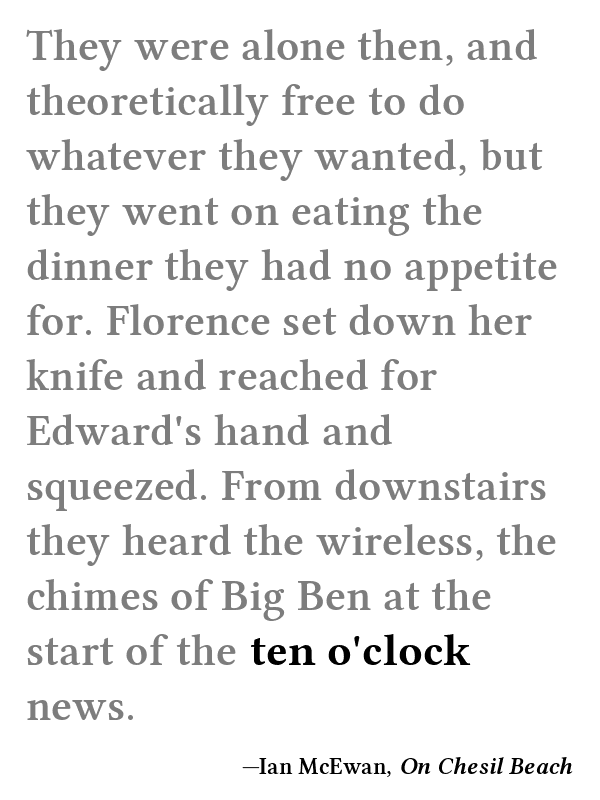 They were alone then, and
theoretically free to do
whatever they wanted, but
they went on eating the
dinner they had no appetite
for. Florence set down her
knife and reached for
Edward's hand and
squeezed. From downstairs
they heard the wireless, the
chimes of Big Ben at the
start of the ten o'clock
news.
—Ian McEwan, On Chesil Beach